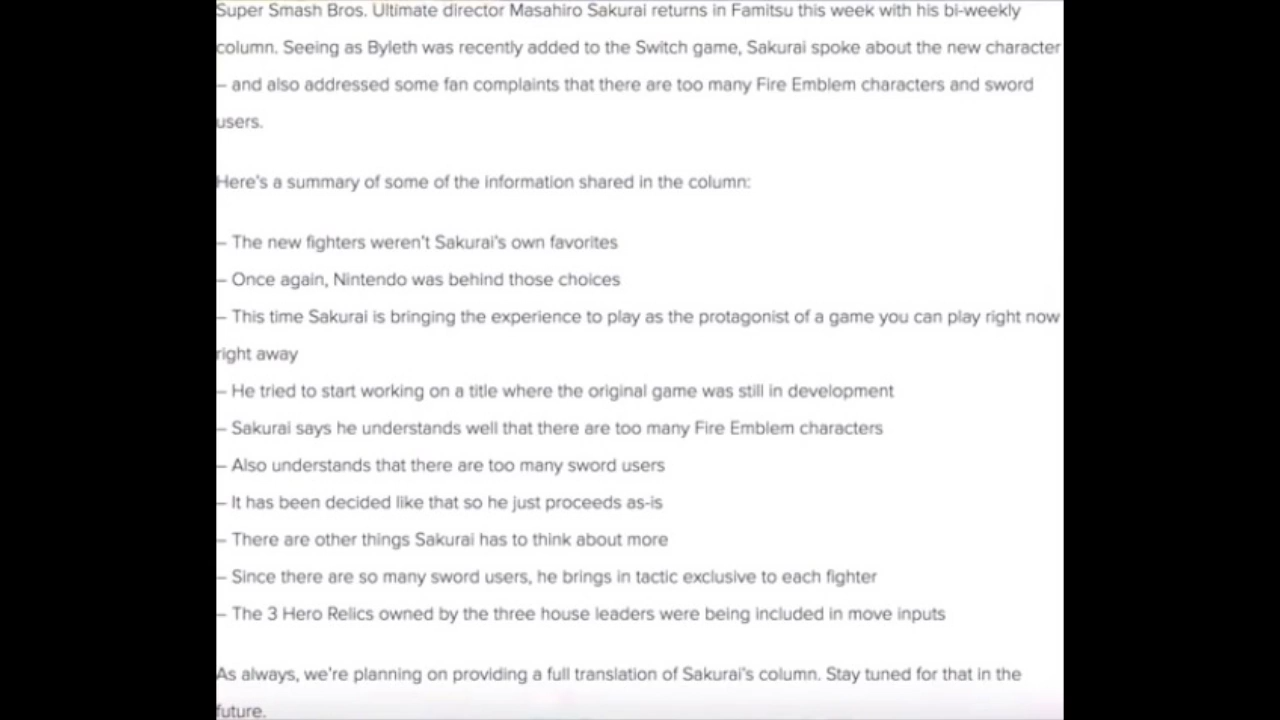 Super Smash Bros. Ultimate director Masahiro Sakurai returns in Famitsu this week with his bi-weekly
column. Seeing as Byleth was recently added to the Switch game, Sakurai spoke about the new character
– and also addressed some fan complaints that there are too many Fire Emblem characters and sword
users.
Here's a summary of some of the information shared in the column:
– The new fighters weren't Sakurai's own favorites
– Once again, Nintendo was behind those choices
– This time Sakurai is bringing the experience to play as the protagonist of a game you can play right now
right away
– He tried to start working on a title where the original game was still in development
– Sakurai says he understands well that there are too many Fire Emblem characters
– Also understands that there are too many sword users
– It has been decided like that so he just proceeds as-is
– There are other things Sakurai has to think about more
– Since there are so many sword users, he brings in tactic exclusive to each fighter
– The 3 Hero Relics owned by the three house leaders were being included in move inputs
As always, we're planning on providing a full translation of Sakurai's column. Stay tuned for that in the
future.